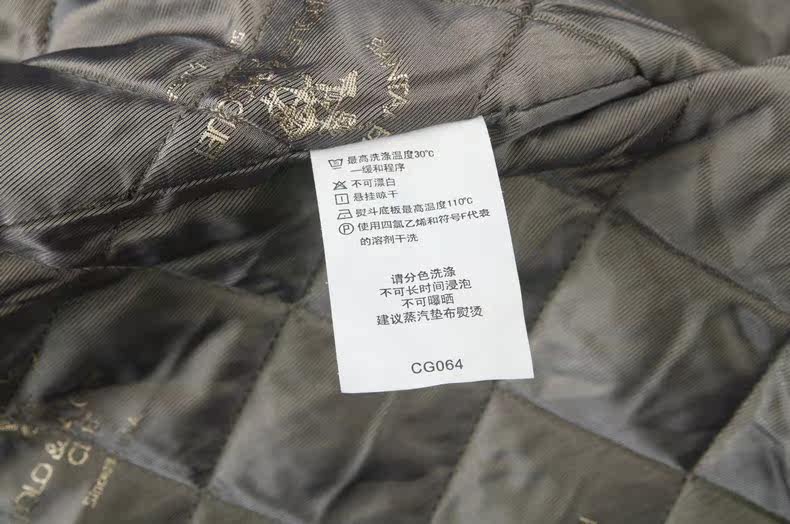 最高洗涤温度30℃
—缓和程序
不可漂白
悬挂晾干
熨斗底板最高温度110℃
P 使用四氯乙烯和符号F代表
的溶剂干洗
请分色洗涤
不可长时间浸泡
不可曝晒
建议蒸汽垫布熨烫
CG064
OLO &
Since